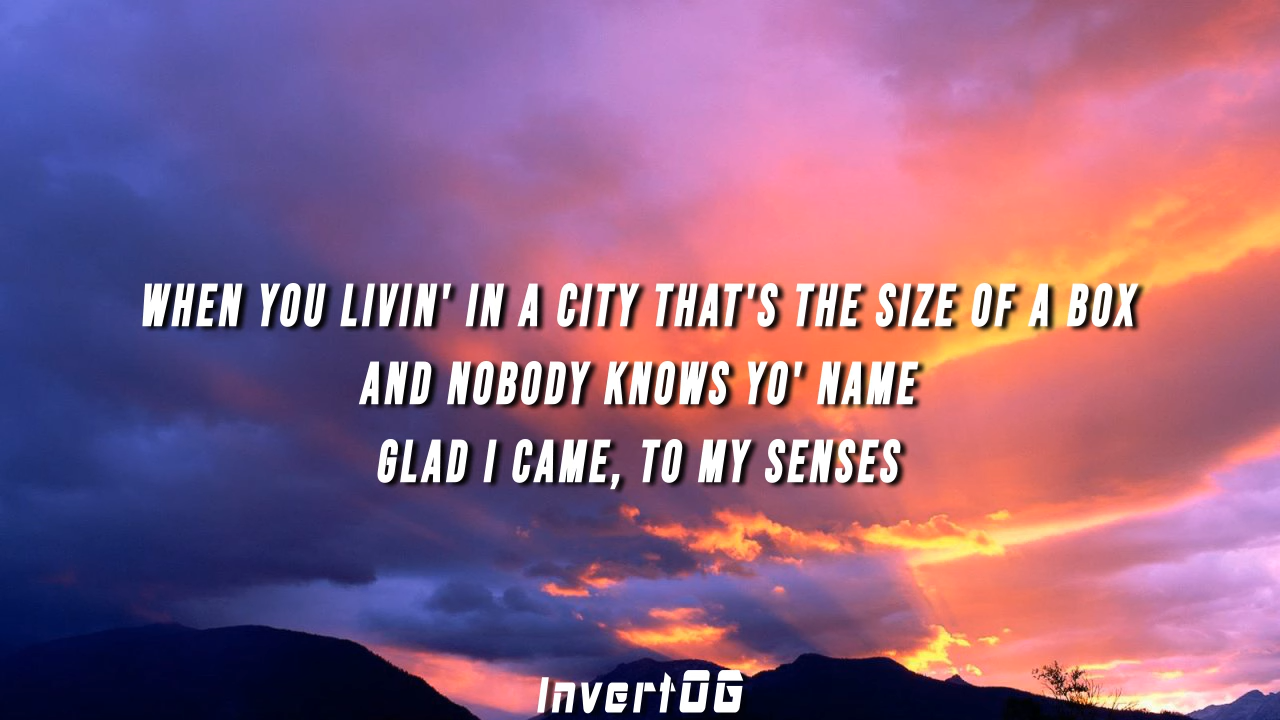 WHEN YOU LIVIN' IN A CITY THAT'S THE SIZE OF A BOX
AND NOBODY KNOWS YO' NAME
GLAD I CAME, TO MY SENSES
InvertOG